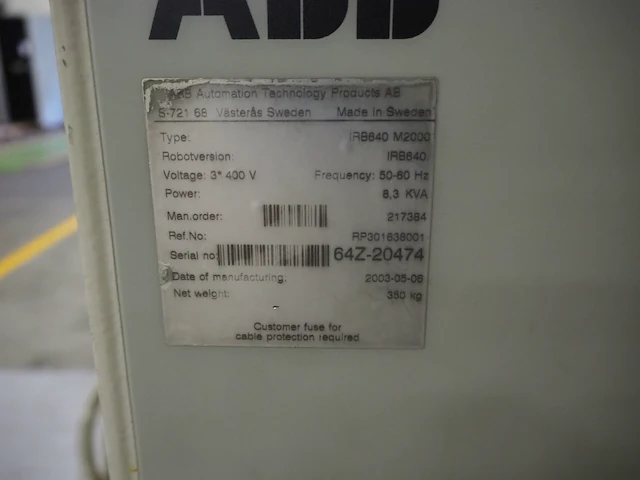 ABB
ABB Automation Technology Products AB
S-721 68 Västerås Sweden Made in Sweden
Type: IRB640 M2000
Robotversion: IRB640/
Voltage: 3* 400 V Frequency: 50-60 Hz
Power: 8,3 KVA
Man.order: 217384
Ref.No: RP301638001
Serial no: 64Z-20474
Date of manufacturing: 2003-05-09
Net weight: 350 kg
Customer fuse for
cable protection required